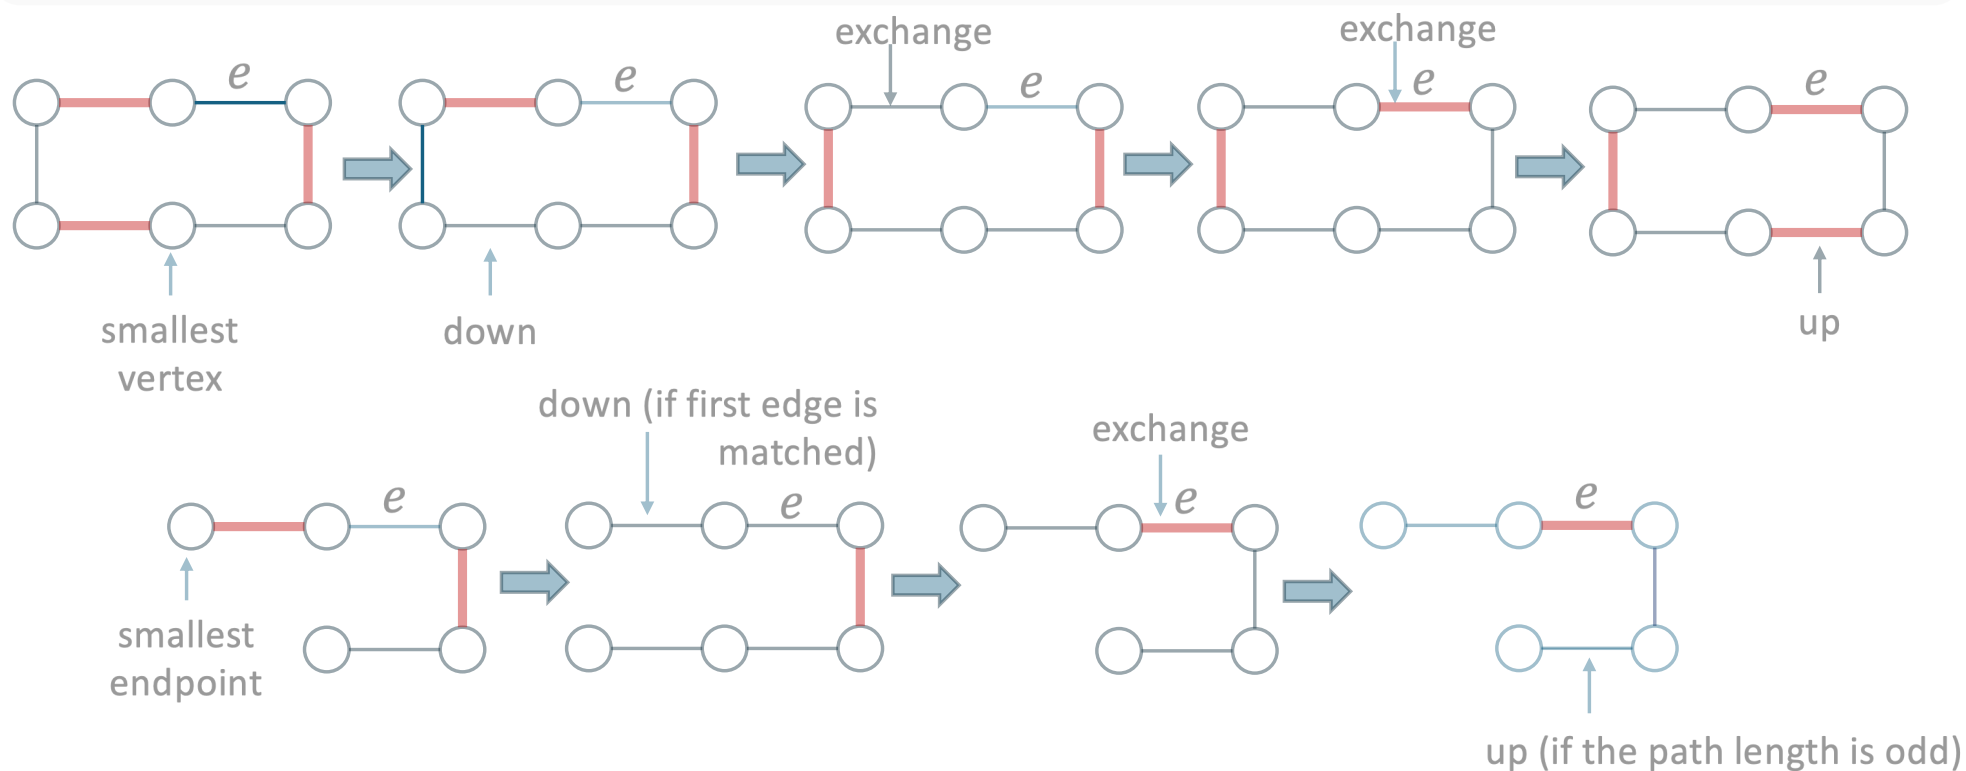 exchange
exchange
e
e
e
e
e
smallest
vertex
down
up
down (if first edge is
matched)
exchange
e
e
e
e
smallest
endpoint
up (if the path length is odd)